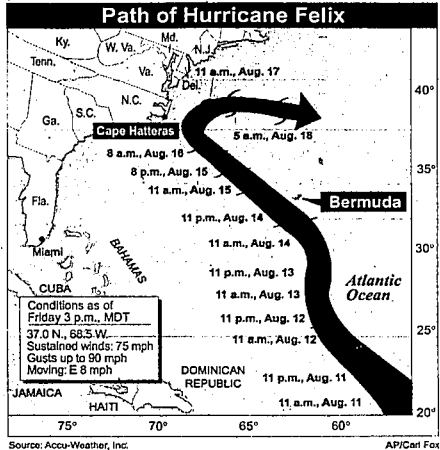 Path of Hurricane Felix
Ky.
W. Va.
Md.
N.J.
Tenn.
Va.
Del.
11 a.m., Aug. 17
40°
N.C.
S.C.
Ga.
Cape Hatteras
5 a.m., Aug. 18
8 a.m., Aug. 16
35°
8 p.m., Aug. 15
11 a.m., Aug. 15
Bermuda
Fla.
11 p.m., Aug. 14
Miami
11 a.m., Aug. 14
30°
BAHAMAS
11 p.m., Aug. 13
Atlantic
Ocean
CUBA
11 a.m., Aug. 13
Conditions as of
Friday 3 p.m., MDT
37.0 N., 68.5 W.
Sustained winds: 75 mph
Gusts up to 90 mph
Moving: E 8 mph
11 p.m., Aug. 12
25°
11 a.m., Aug. 12
DOMINICAN
REPUBLIC
11 p.m., Aug. 11
JAMAICA
HAITI
11 a.m., Aug. 11
20°
75°
70°
65°
60°
Source: Accu-Weather, Inc.
AP/Carl Fox